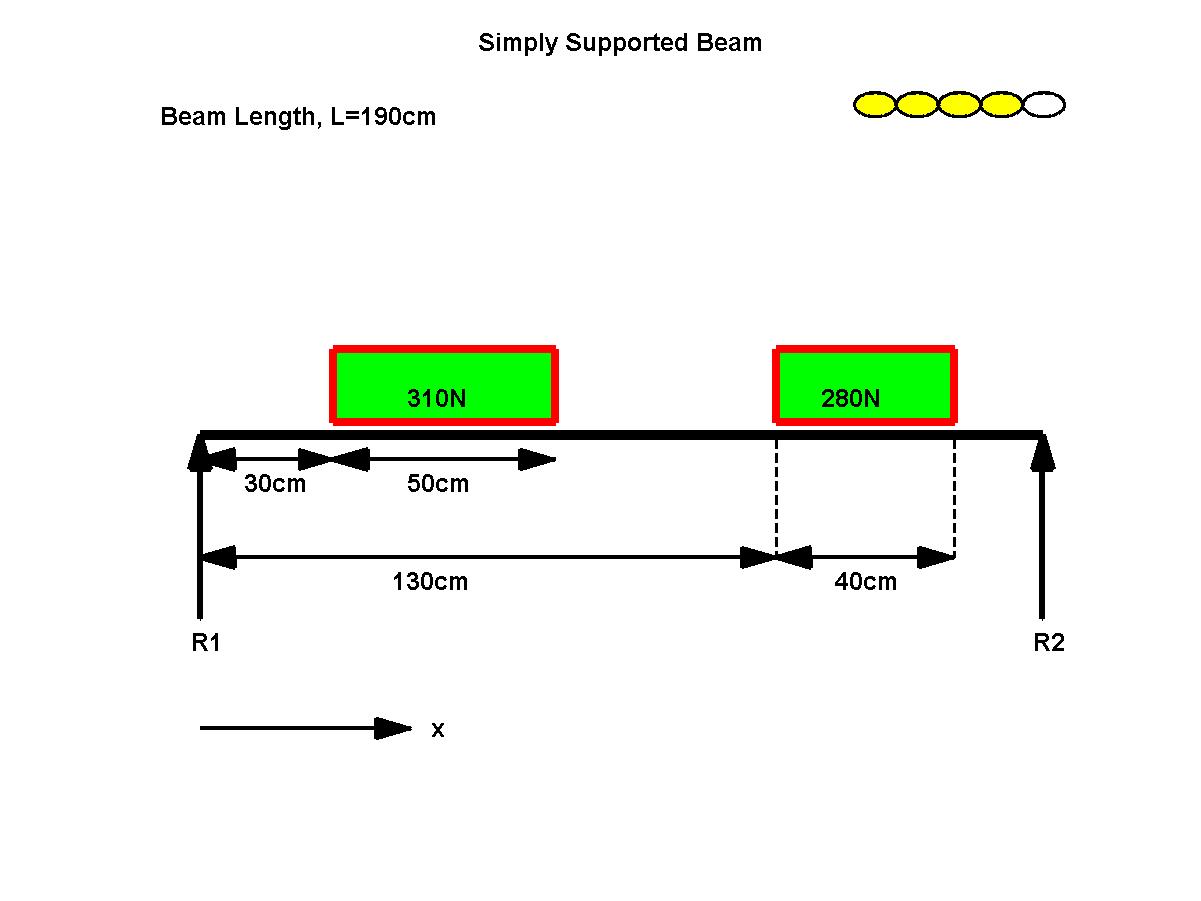 Simply Supported Beam
Beam Length, L=190cm
310N
280N
30cm
50cm
130cm
40cm
R1
R2
x